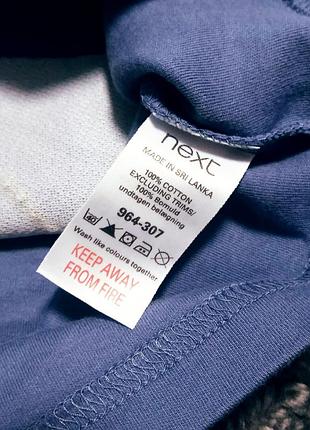 next
MADE IN SRI LANKA
100% COTTON
EXCLUDING TRIMS/
100% Bomuld
undtagen belægning
964-307
Wash like colours together
KEEP AWAY
FROM FIRE